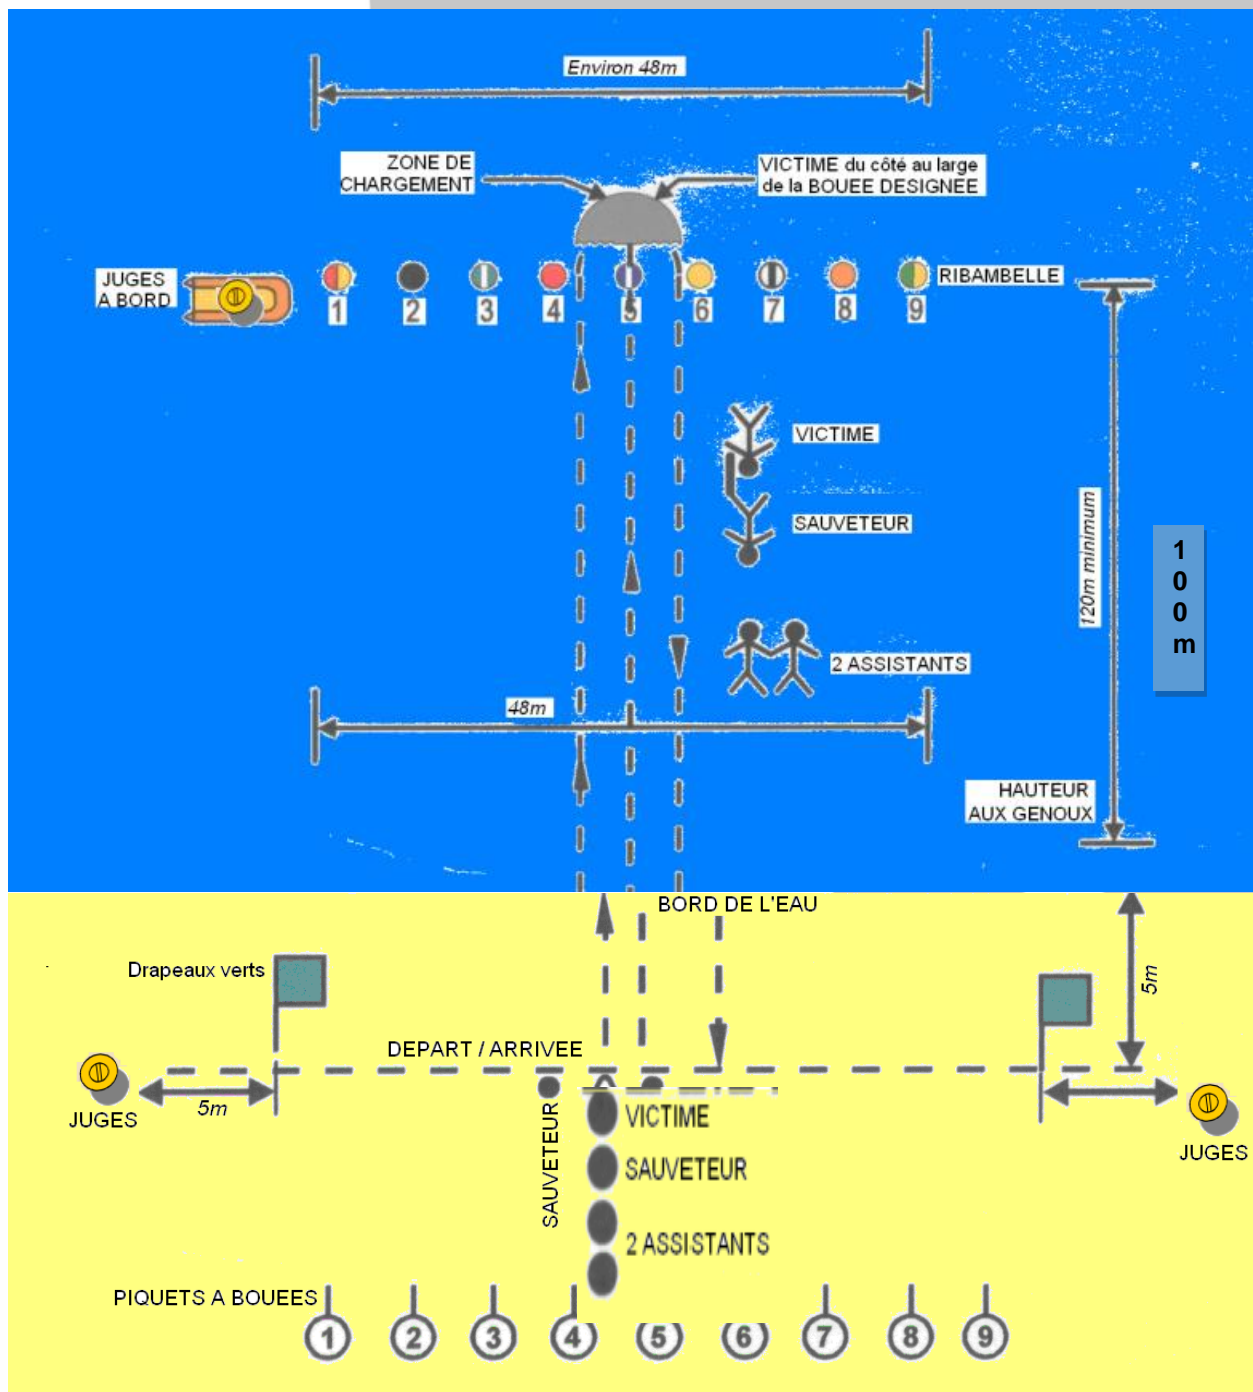 Environ 48m
ZONE DE
CHARGEMENT
VICTIME du côté au large
de la BOUEE DESIGNEE
JUGES
A BORD
RIBAMBELLE
1 2 3 4 5 6 7 8 9
VICTIME
SAUVETEUR
120m minimum
1
0
0
m
2 ASSISTANTS
48m
HAUTEUR
AUX GENOUX
BORD DE L'EAU
Drapeaux verts
5m
DEPART / ARRIVEE
5m
JUGES
SAUVETEUR
VICTIME
SAUVETEUR
2 ASSISTANTS
JUGES
PIQUETS A BOUEES
1 2 3 4 5 6 7 8 9